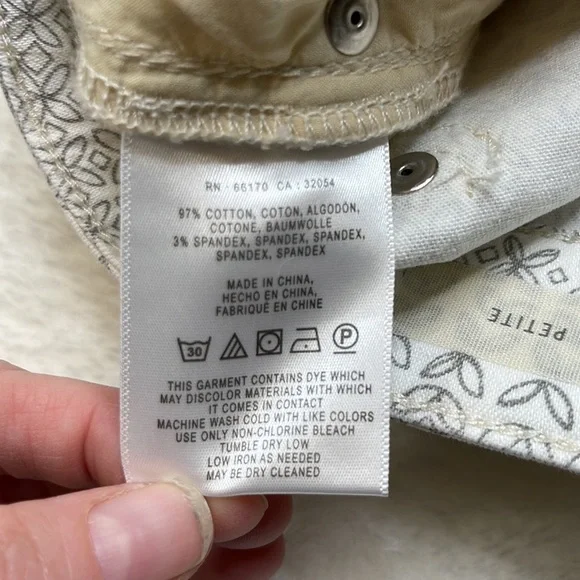 RN - 66170 CA : 32054
97% COTTON, COTON, ALGODÓN,
COTONE, BAUMWOLLE
3% SPANDEX, SPANDEX, SPANDEX,
SPANDEX, SPANDEX
MADE IN CHINA,
HECHO EN CHINA,
FABRIQUÉ EN CHINE
30 P
THIS GARMENT CONTAINS DYE WHICH
MAY DISCOLOR MATERIALS WITH WHICH
IT COMES IN CONTACT
MACHINE WASH COLD WITH LIKE COLORS
USE ONLY NON-CHLORINE BLEACH
TUMBLE DRY LOW
LOW IRON AS NEEDED
MAY BE DRY CLEANED
PETITE